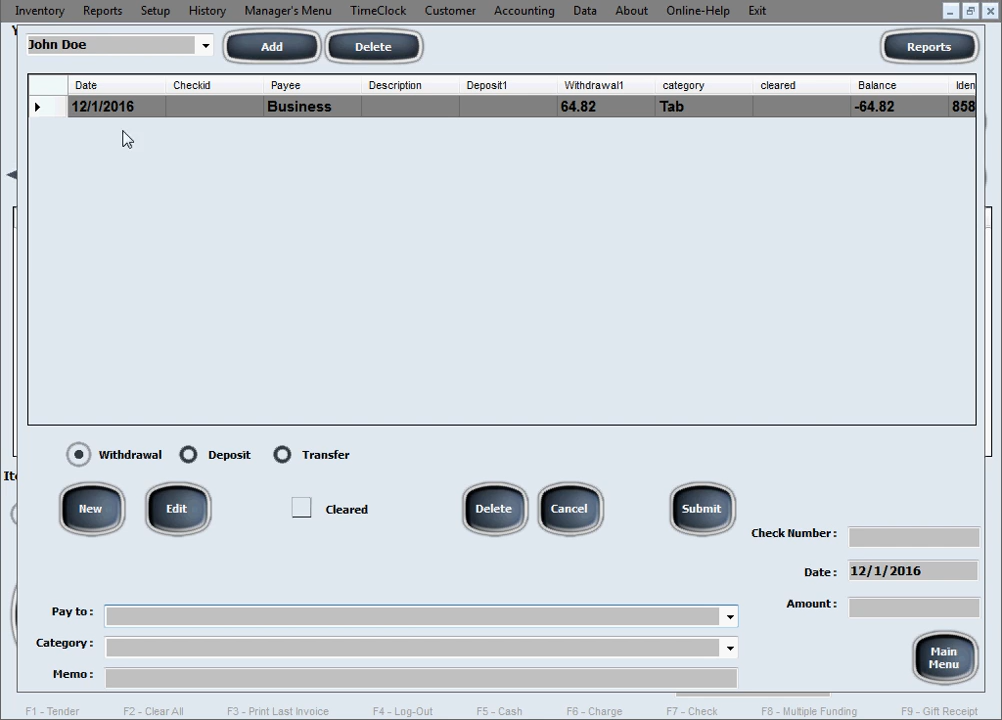 Inventory Reports Setup History Manager's Menu TimeClock Customer Accounting Data About Online-Help Exit
Y
John Doe Add Delete Reports
Date Checkid Payee Description Deposit1 Withdrawal1 category cleared Balance Iden
12/1/2016 Business 64.82 Tab -64.82 858
Withdrawal Deposit Transfer
Ite
New Edit Cleared Delete Cancel Submit
Check Number :
Date : 12/1/2016
Amount :
Pay to :
Category :
Memo :
Main
Menu
F1 - Tender F2 - Clear All F3 - Print Last Invoice F4 - Log-Out F5 - Cash F6 - Charge F7 - Check F8 - Multiple Funding F9 - Gift Receipt